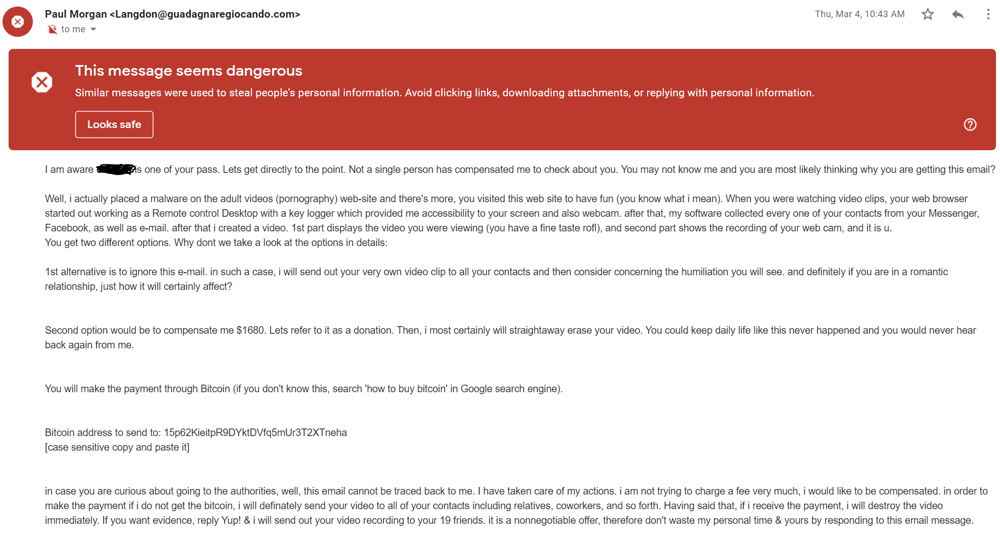 Paul Morgan <Langdon@guadagnaregiocando.com>
Thu, Mar 4, 10:43 AM
to me
This message seems dangerous
Similar messages were used to steal people's personal information. Avoid clicking links, downloading attachments, or replying with personal information.
Looks safe
I am aware is one of your pass. Lets get directly to the point. Not a single person has compensated me to check about you. You may not know me and you are most likely thinking why you are getting this email?
Well, i actually placed a malware on the adult videos (pornography) web-site and there's more, you visited this web site to have fun (you know what i mean). When you were watching video clips, your web browser
started out working as a Remote control Desktop with a key logger which provided me accessibility to your screen and also webcam. after that, my software collected every one of your contacts from your Messenger,
Facebook, as well as e-mail. after that i created a video. 1st part displays the video you were viewing (you have a fine taste rofl), and second part shows the recording of your web cam, and it is u.
You get two different options. Why dont we take a look at the options in details:
1st alternative is to ignore this e-mail. in such a case, i will send out your very own video clip to all your contacts and then consider concerning the humiliation you will see. and definitely if you are in a romantic
relationship, just how it will certainly affect?
Second option would be to compensate me $1680. Lets refer to it as a donation. Then, i most certainly will straightaway erase your video. You could keep daily life like this never happened and you would never hear
back again from me.
You will make the payment through Bitcoin (if you don't know this, search 'how to buy bitcoin' in Google search engine).
Bitcoin address to send to: 15p62KieitpR9DYktDVfq5mUr3T2XTneha
[case sensitive copy and paste it]
in case you are curious about going to the authorities, well, this email cannot be traced back to me. I have taken care of my actions. i am not trying to charge a fee very much, i would like to be compensated. in order to
make the payment if i do not get the bitcoin, i will definately send your video to all of your contacts including relatives, coworkers, and so forth. Having said that, if i receive the payment, i will destroy the video
immediately. If you want evidence, reply Yup! & i will send out your video recording to your 19 friends. it is a nonnegotiable offer, therefore don't waste my personal time & yours by responding to this email message.